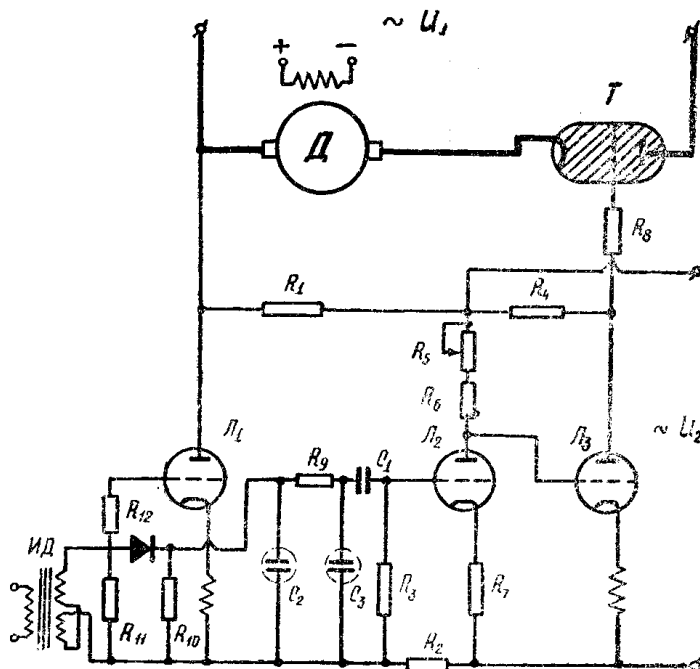 ~ U₁
+ −
Д
T
R₈
R₁
R₄
R₅
R₆
Л₁
Л₂
Л₃
~ U₂
R₉
C₁
R₁₂
ИД
R₁₁
R₁₀
C₂
C₃
R₃
R₇
R₂